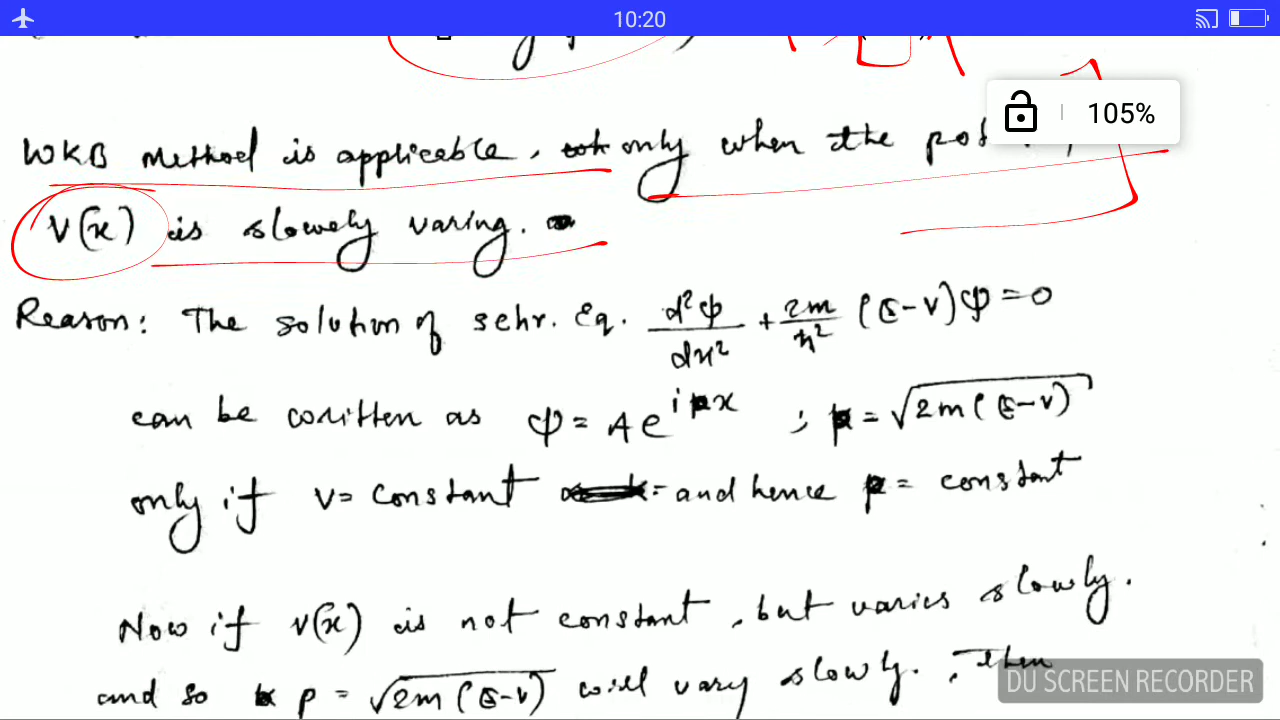 10:20
105%
WKB Method is applicable, only when the pot
V(x) is slowely varing.
Reason: The solution of schr. Eq. d²ψ/dx² + 2m/ħ² (E-V)ψ = 0
can be written as ψ = A e^{ipx} ; p = √2m(E-V)
only if V = constant and hence p = constant
Now if V(x) is not constant, but varies slowly.
and so p = √2m(E-V) will vary slowly. Then
DU SCREEN RECORDER